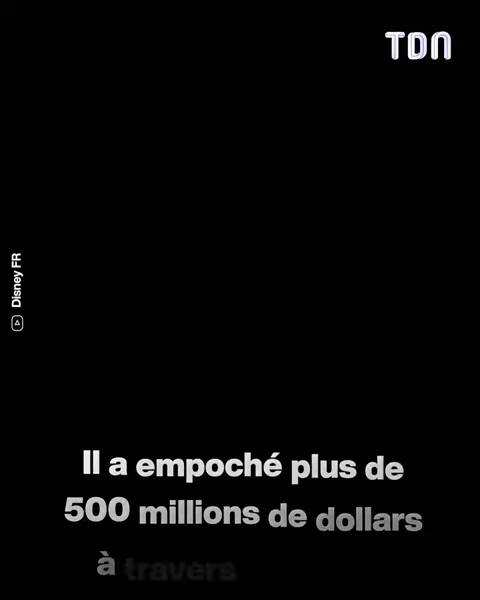 TDN
Disney FR
Il a empoché plus de
500 millions de dollars
à travers